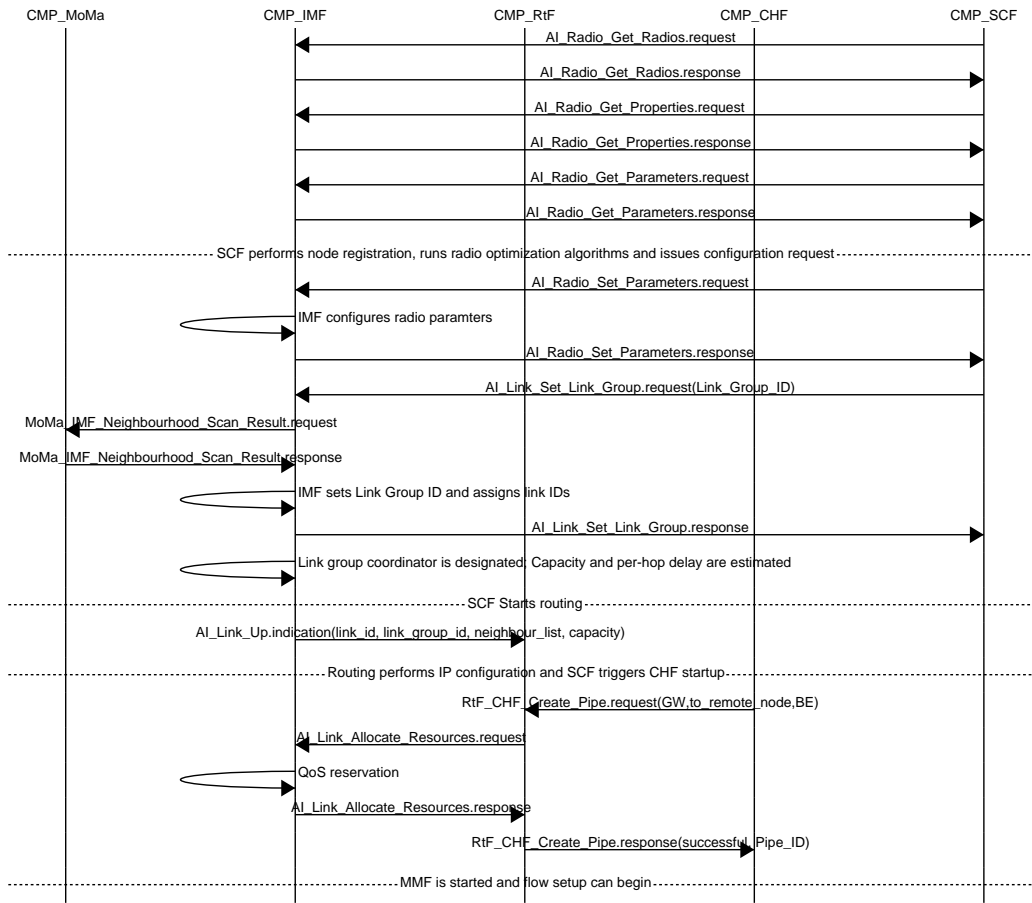 CMP_MoMa CMP_IMF CMP_RtF CMP_CHF CMP_SCF
AI_Radio_Get_Radios.request
AI_Radio_Get_Radios.response
AI_Radio_Get_Properties.request
AI_Radio_Get_Properties.response
AI_Radio_Get_Parameters.request
AI_Radio_Get_Parameters.response
SCF performs node registration, runs radio optimization algorithms and issues configuration request
AI_Radio_Set_Parameters.request
IMF configures radio paramters
AI_Radio_Set_Parameters.response
AI_Link_Set_Link_Group.request(Link_Group_ID)
MoMa_IMF_Neighbourhood_Scan_Result.request
MoMa_IMF_Neighbourhood_Scan_Result.response
IMF sets Link Group ID and assigns link IDs
AI_Link_Set_Link_Group.response
Link group coordinator is designated; Capacity and per-hop delay are estimated
SCF Starts routing
AI_Link_Up.indication(link_id, link_group_id, neighbour_list, capacity)
Routing performs IP configuration and SCF triggers CHF startup
RtF_CHF_Create_Pipe.request(GW,to_remote_node,BE)
AI_Link_Allocate_Resources.request
QoS reservation
AI_Link_Allocate_Resources.response
RtF_CHF_Create_Pipe.response(successful, Pipe_ID)
MMF is started and flow setup can begin